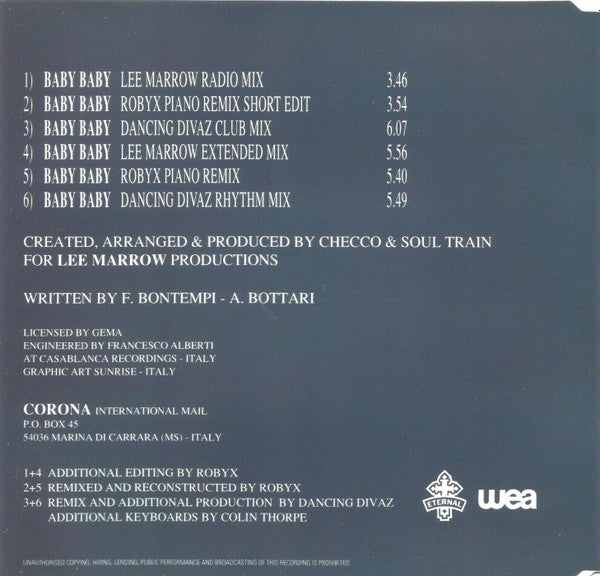 1) BABY BABY LEE MARROW RADIO MIX 3.46
2) BABY BABY ROBYX PIANO REMIX SHORT EDIT 3.54
3) BABY BABY DANCING DIVAZ CLUB MIX 6.07
4) BABY BABY LEE MARROW EXTENDED MIX 5.56
5) BABY BABY ROBYX PIANO REMIX 5.40
6) BABY BABY DANCING DIVAZ RHYTHM MIX 5.49
CREATED, ARRANGED & PRODUCED BY CHECCO & SOUL TRAIN
FOR LEE MARROW PRODUCTIONS
WRITTEN BY F. BONTEMPI - A. BOTTARI
LICENSED BY GEMA
ENGINEERED BY FRANCESCO ALBERTI
AT CASABLANCA RECORDINGS - ITALY
GRAPHIC ART SUNRISE - ITALY
CORONA INTERNATIONAL MAIL
P.O. BOX 45
54036 MARINA DI CARRARA (MS) - ITALY
1+4 ADDITIONAL EDITING BY ROBYX
2+5 REMIXED AND RECONSTRUCTED BY ROBYX
3+6 REMIX AND ADDITIONAL PRODUCTION BY DANCING DIVAZ
ADDITIONAL KEYBOARDS BY COLIN THORPE
ETERNAL
wea
UNAUTHORISED COPYING, HIRING, LENDING, PUBLIC PERFORMANCE AND BROADCASTING OF THIS RECORDING IS PROHIBITED.